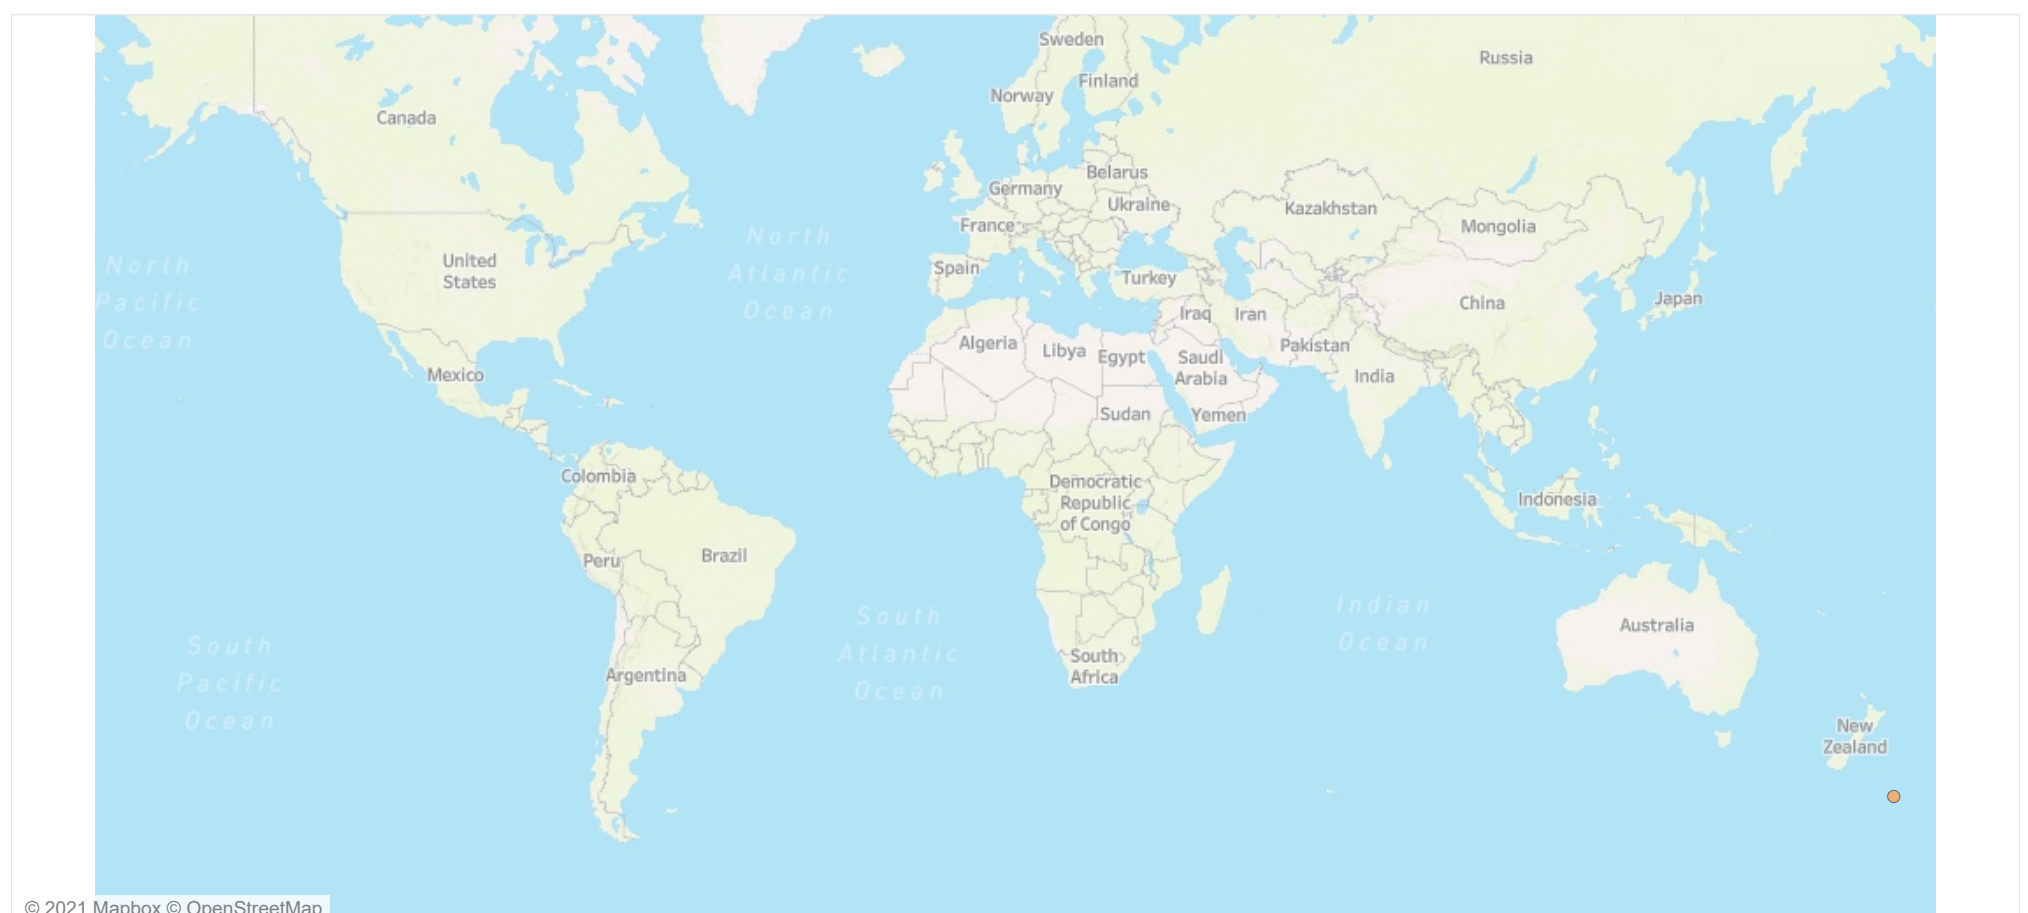 Sweden
Russia
Finland
Norway
Canada
Belarus
Germany
Ukraine
Kazakhstan
France
Mongolia
North
Atlantic
Ocean
North
Pacific
Ocean
United
States
Spain
Turkey
China
Japan
Iraq
Iran
Algeria
Libya
Egypt
Pakistan
Saudi
Arabia
Mexico
India
Sudan
Yemen
Colombia
Democratic
Republic
of Congo
Indonesia
Peru
Brazil
South
Atlantic
Ocean
Indian
Ocean
Australia
South
Pacific
Ocean
South
Africa
Argentina
New
Zealand
© 2021 Mapbox © OpenStreetMap